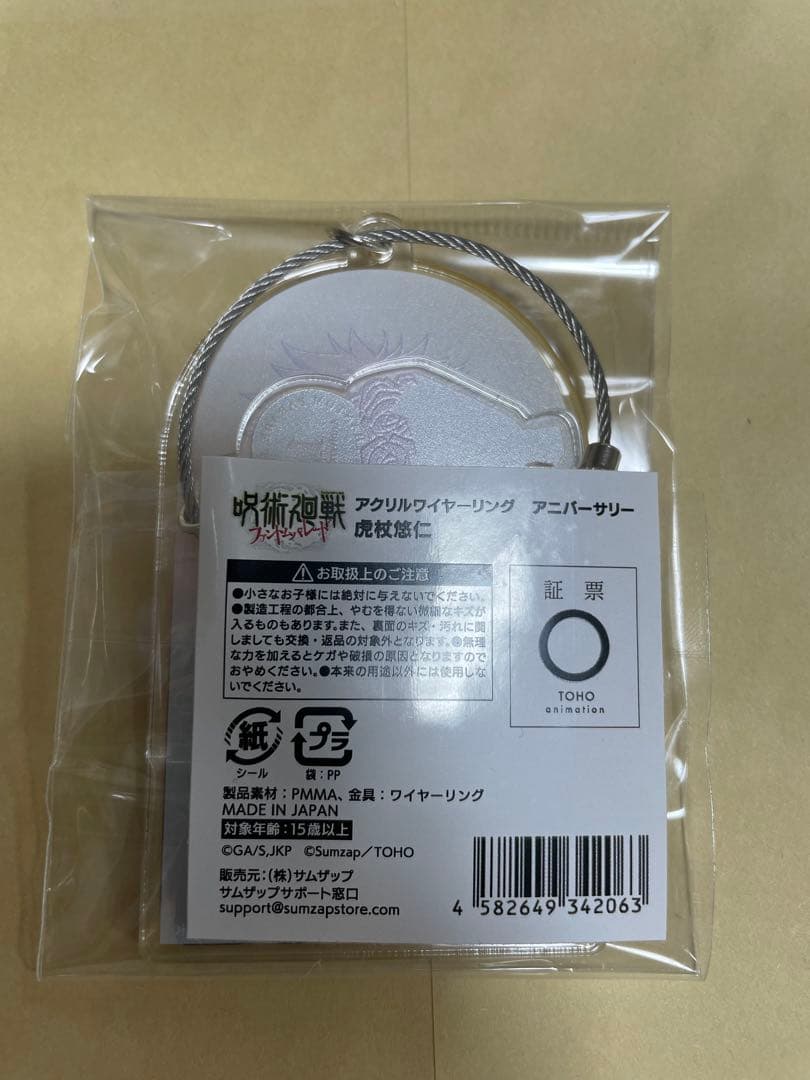 呪術廻戦
ファントムパレード
アクリルワイヤーリング アニバーサリー
虎杖悠仁
お取扱上のご注意
●小さなお子様には絶対に与えないでください。
●製造工程の都合上、やむを得ない微細なキズが
入るものもあります。また、裏面のキズ・汚れに関
しましても交換・返品の対象外となります。●無理
な力を加えるとケガや破損の原因となりますので
おやめください。●本来の用途以外には使用しな
いでください。
証票
TOHO
animation
紙
シール
プラ
袋：PP
製品素材：PMMA、金具：ワイヤーリング
MADE IN JAPAN
対象年齢：15歳以上
©GA/S,JKP ©Sumzap／TOHO
販売元：(株)サムザップ
サムザップサポート窓口
support@sumzapstore.com
4 582649 342063